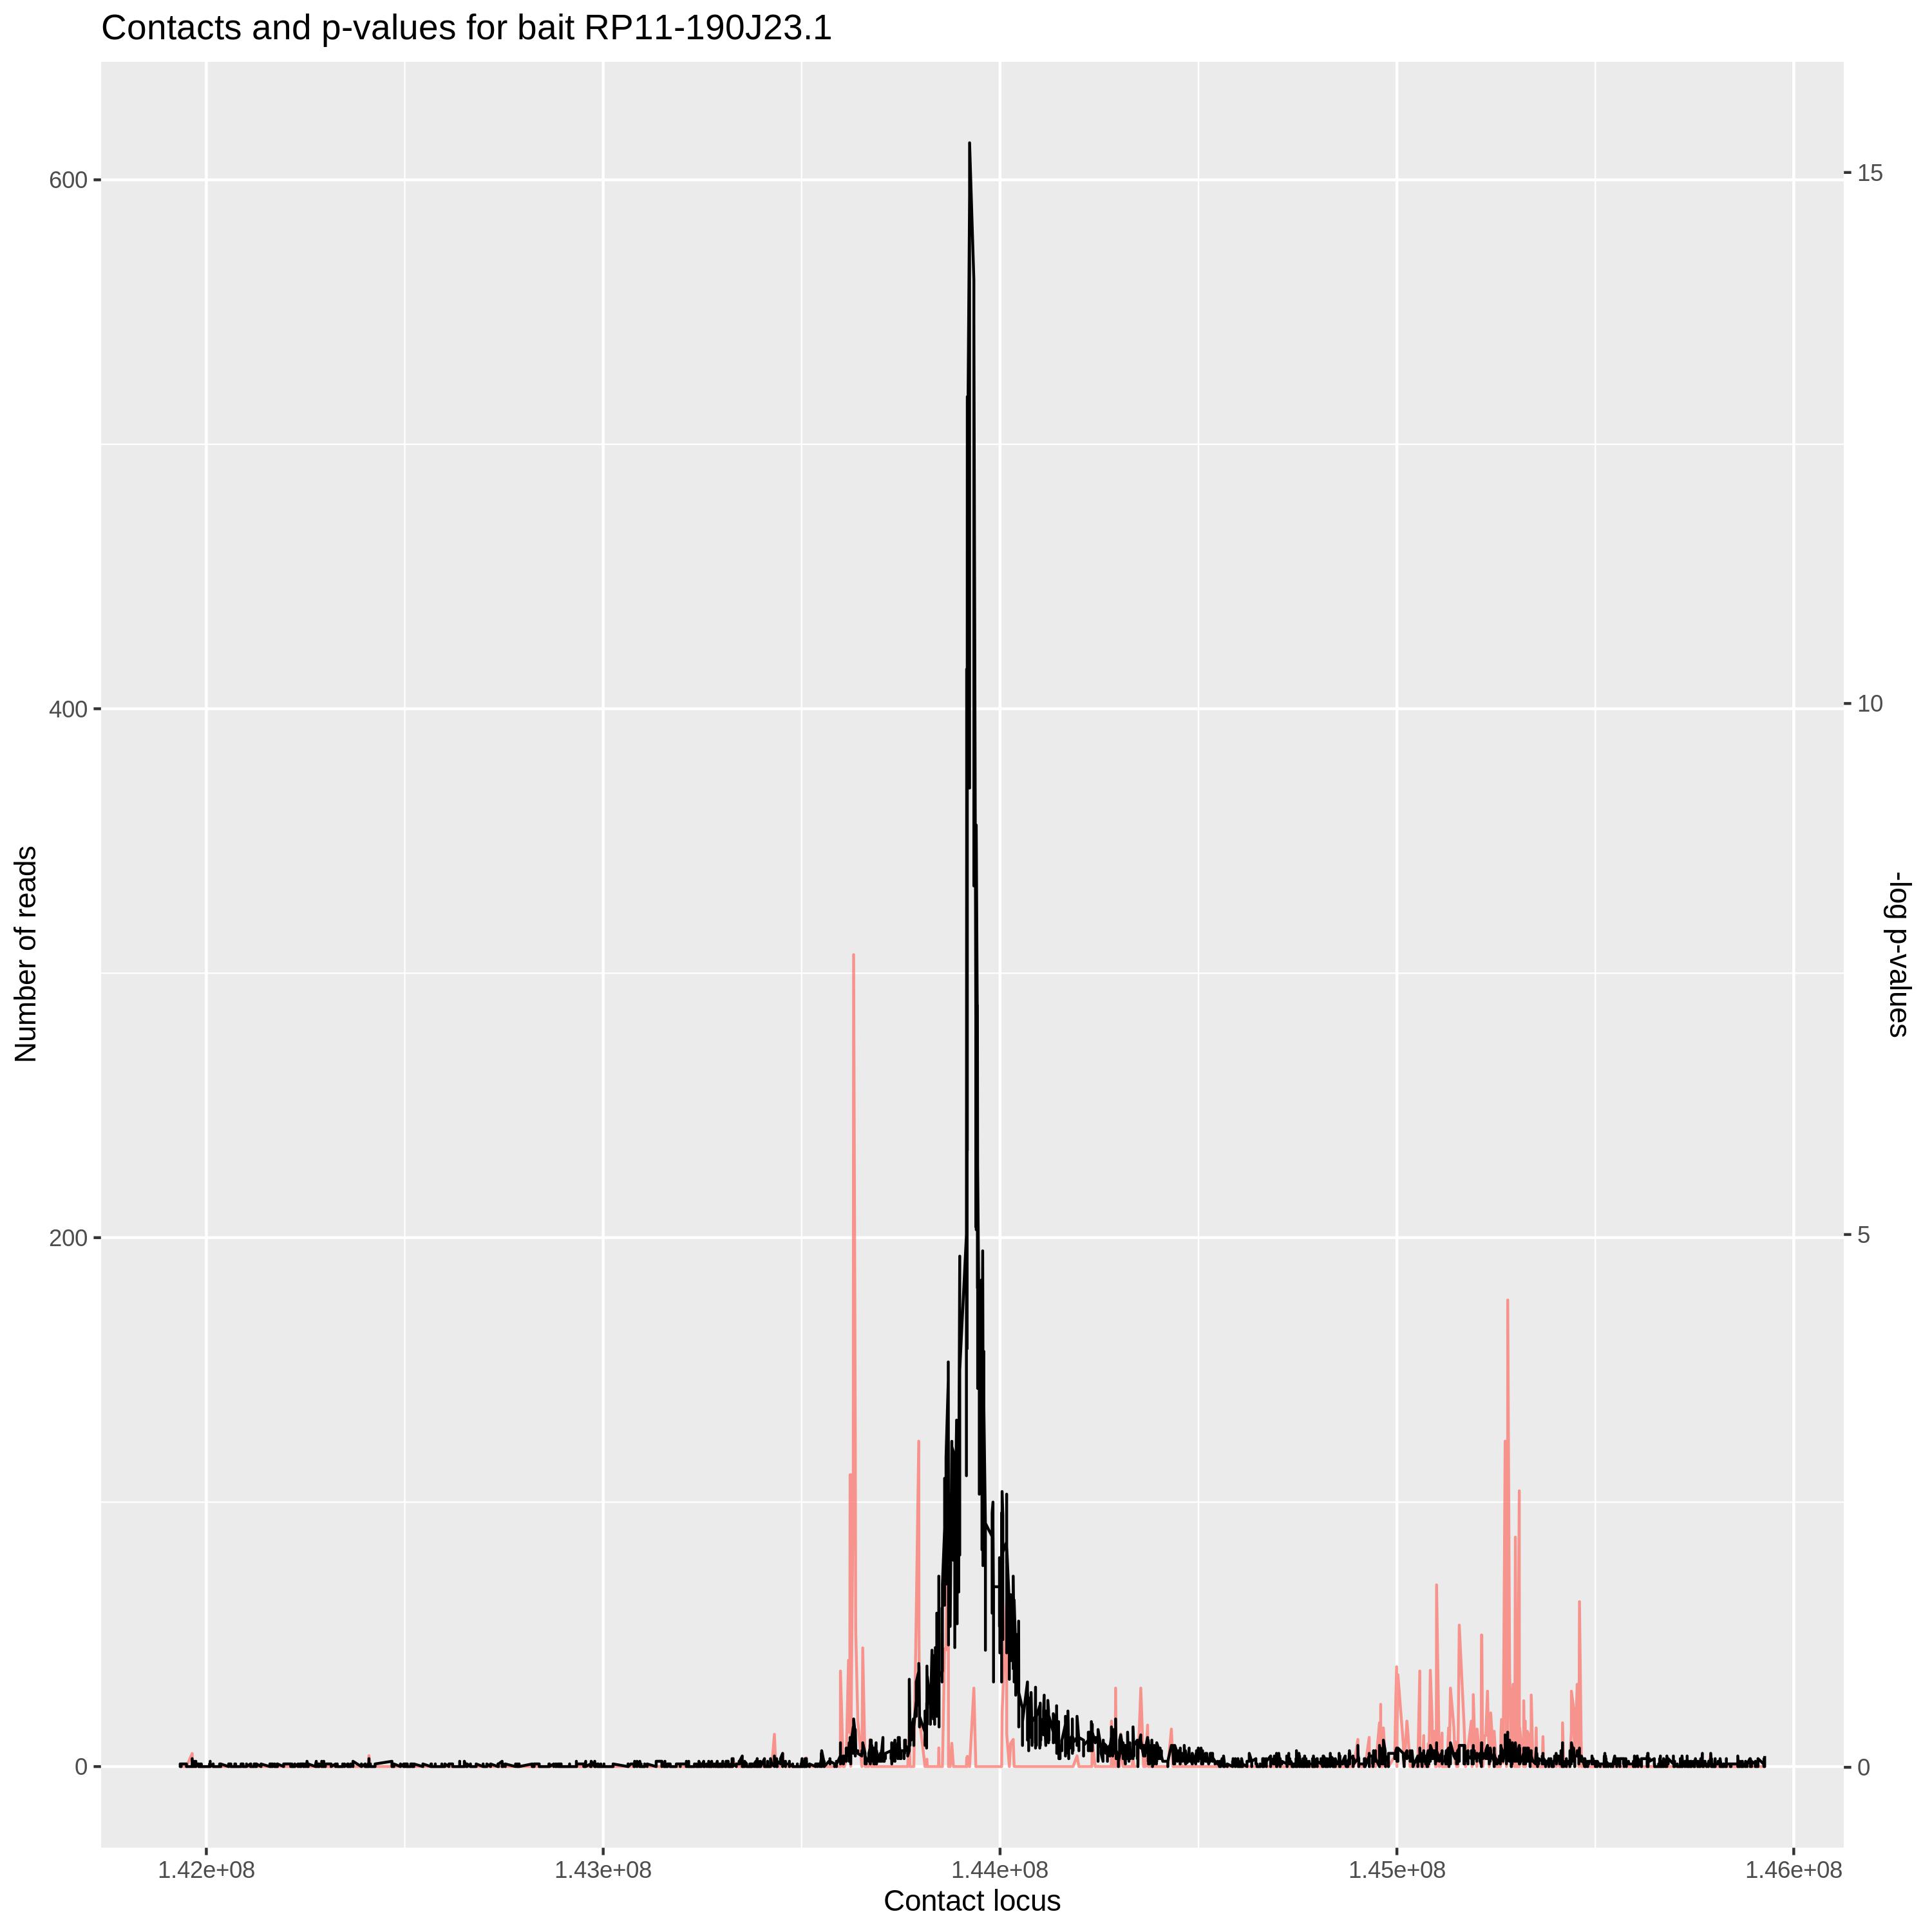 Contacts and p-values for bait RP11-190J23.1
600
400
200
0
Number of reads
15
10
5
0
-log p-values
1.42e+08
1.43e+08
1.44e+08
1.45e+08
1.46e+08
Contact locus